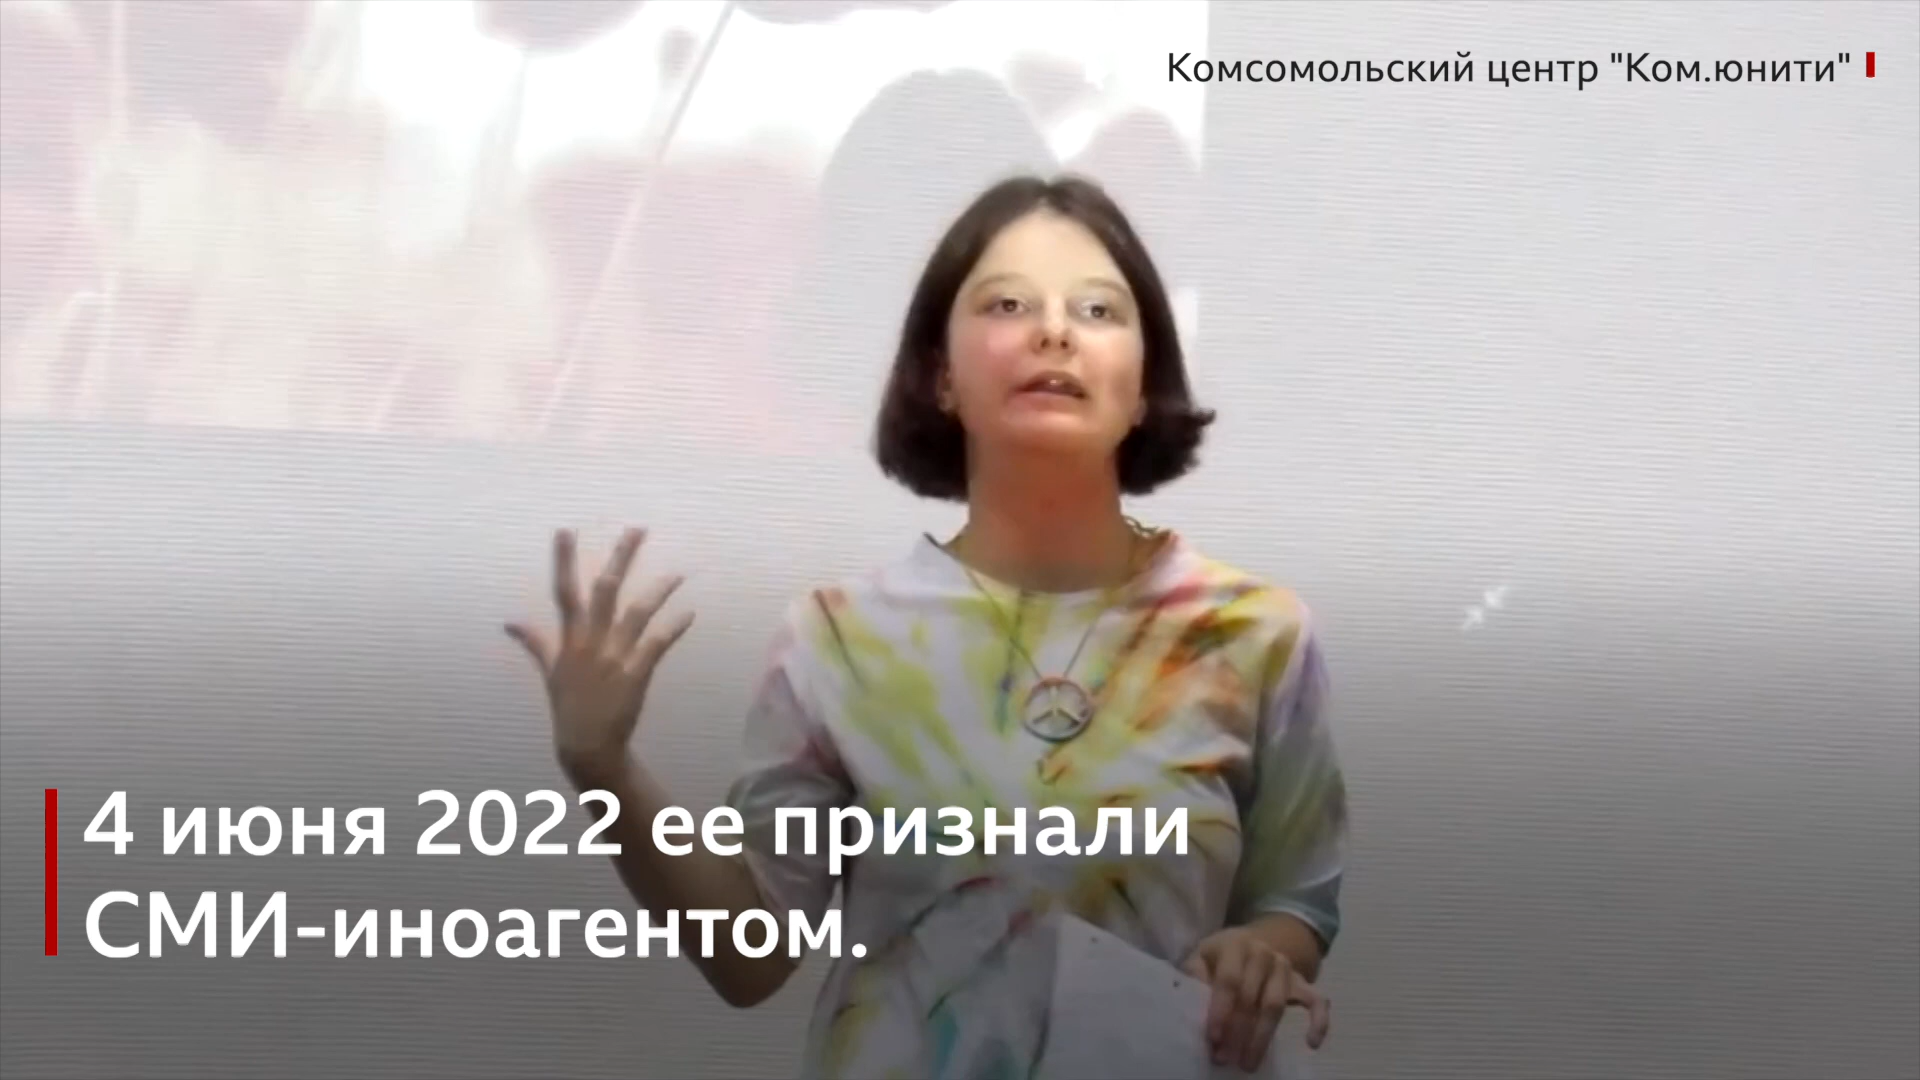 Комсомольский центр "Ком.юнити"
4 июня 2022 ее признали
СМИ-иноагентом.